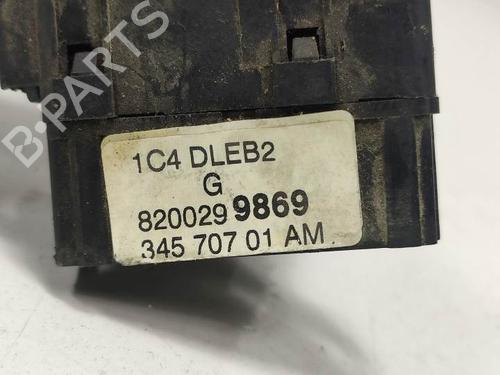 B-PARTS
1C4 DLEB2
G
8200299869
345 707 01 AM